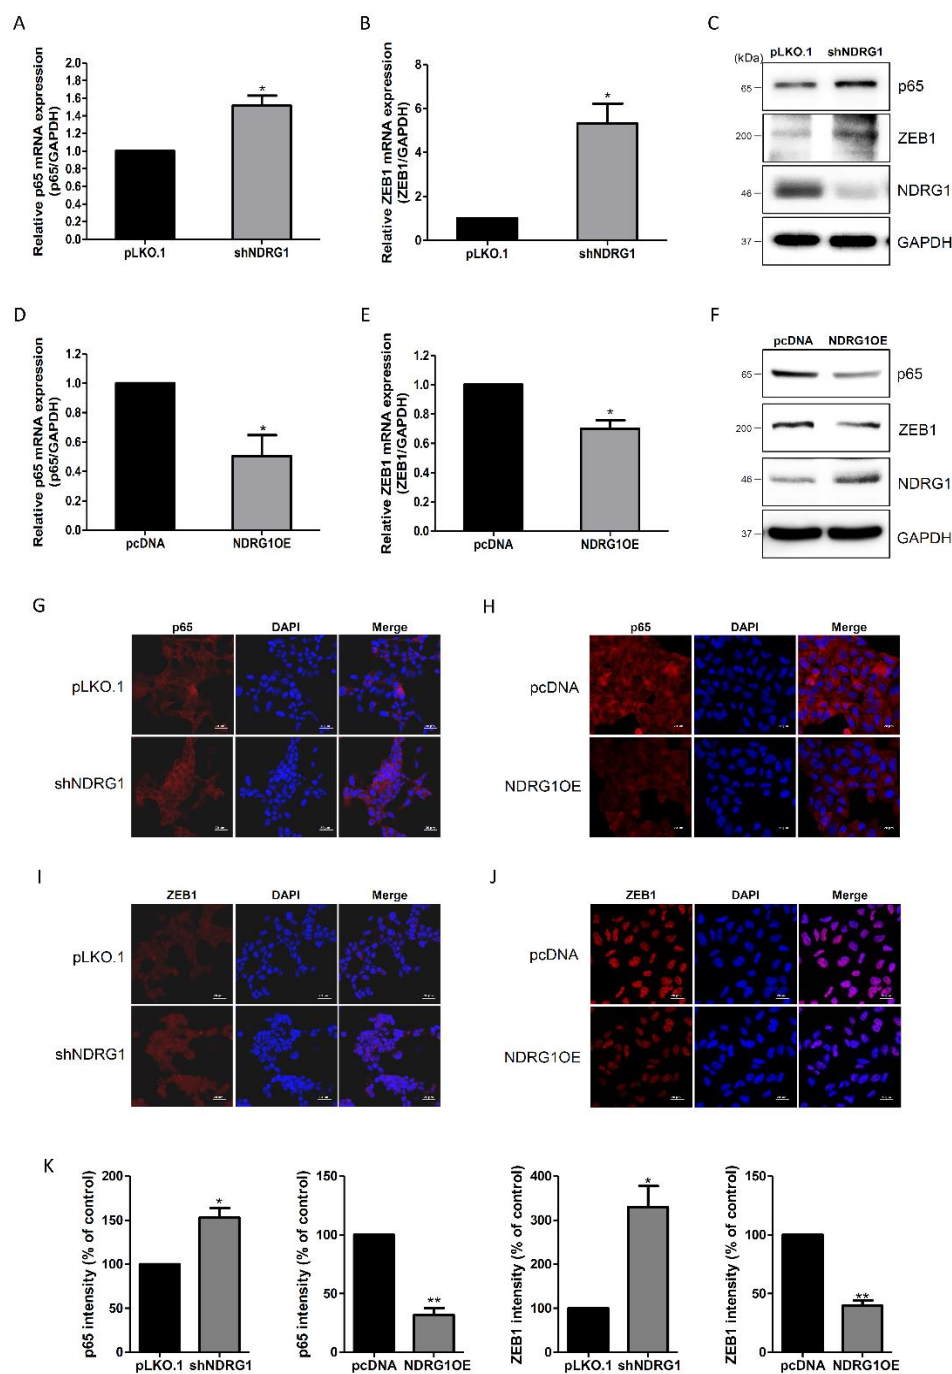 A
Relative p65 mRNA expression
(p65/GAPDH)
2.0
1.8
1.6
1.4
1.2
1.0
0.8
0.6
0.4
0.2
0.0
*
pLKO.1 shNDRG1
B
Relative ZEB1 mRNA expression
(ZEB1/GAPDH)
8
6
4
2
0
*
pLKO.1 shNDRG1
C
pLKO.1 shNDRG1
(kDa)
65 p65
200 ZEB1
46 NDRG1
37 GAPDH
D
Relative p65 mRNA expression
(p65/GAPDH)
1.2
1.0
0.8
0.6
0.4
0.2
0.0
*
pcDNA NDRG1OE
E
Relative ZEB1 mRNA expression
(ZEB1/GAPDH)
1.2
1.0
0.8
0.6
0.4
0.2
0.0
*
pcDNA NDRG1OE
F
pcDNA NDRG1OE
65 p65
200 ZEB1
46 NDRG1
37 GAPDH
G
p65 DAPI Merge
pLKO.1
shNDRG1
H
p65 DAPI Merge
pcDNA
NDRG1OE
I
ZEB1 DAPI Merge
pLKO.1
shNDRG1
J
ZEB1 DAPI Merge
pcDNA
NDRG1OE
K
p65 intensity (% of control)
200
150
100
50
0
*
pLKO.1 shNDRG1
p65 intensity (% of control)
150
100
50
0
**
pcDNA NDRG1OE
ZEB1 intensity (% of control)
400
300
200
100
0
*
pLKO.1 shNDRG1
ZEB1 intensity (% of control)
150
100
50
0
**
pcDNA NDRG1OE